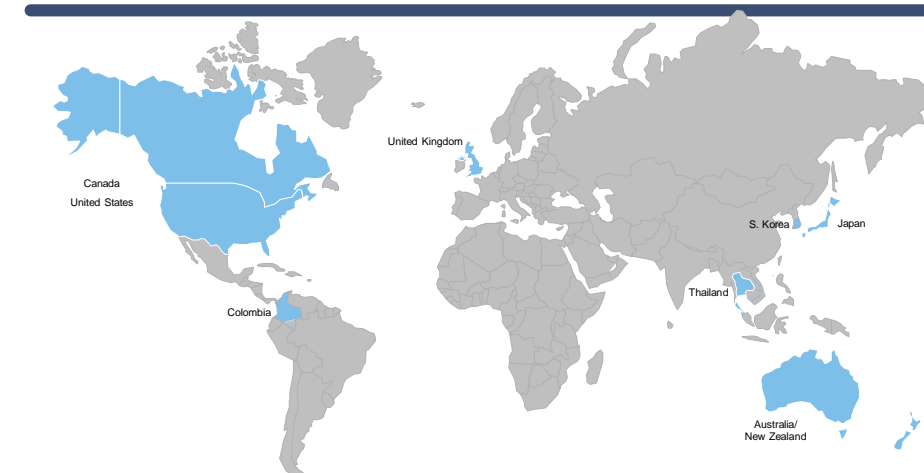 United Kingdom
Canada
United States
S. Korea
Japan
Thailand
Colombia
Australia/
New Zealand